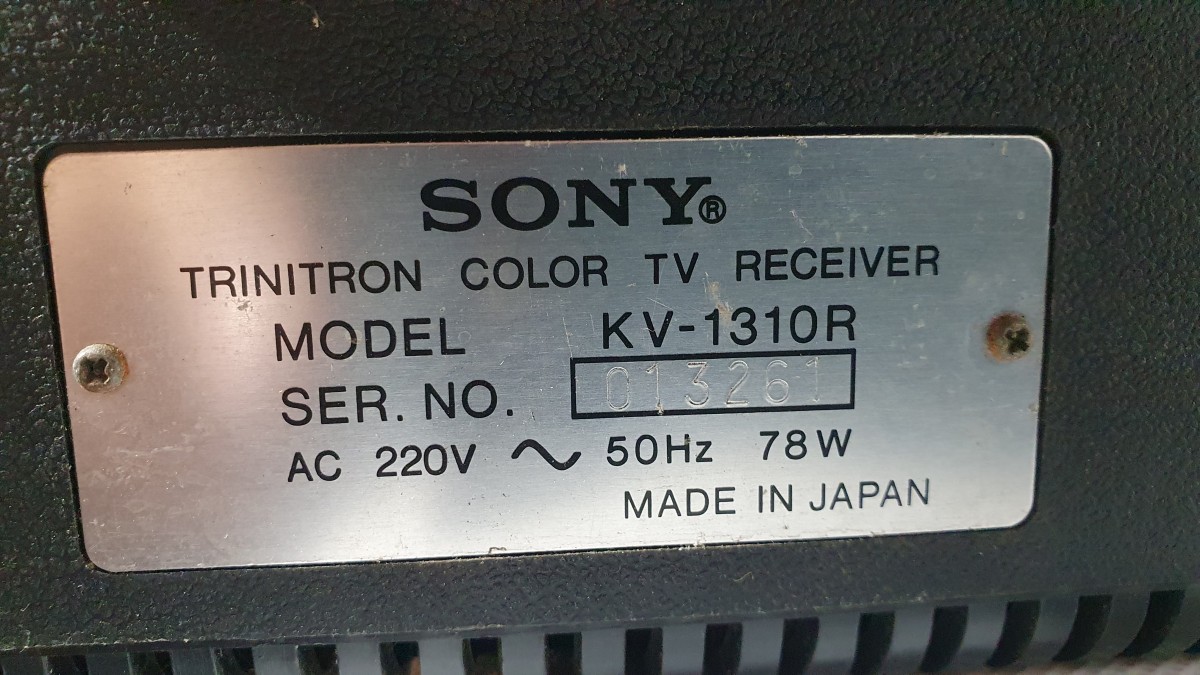 SONY®
TRINITRON COLOR TV RECEIVER
MODEL KV-1310R
SER. NO. 013261
AC 220V ~ 50Hz 78W
MADE IN JAPAN